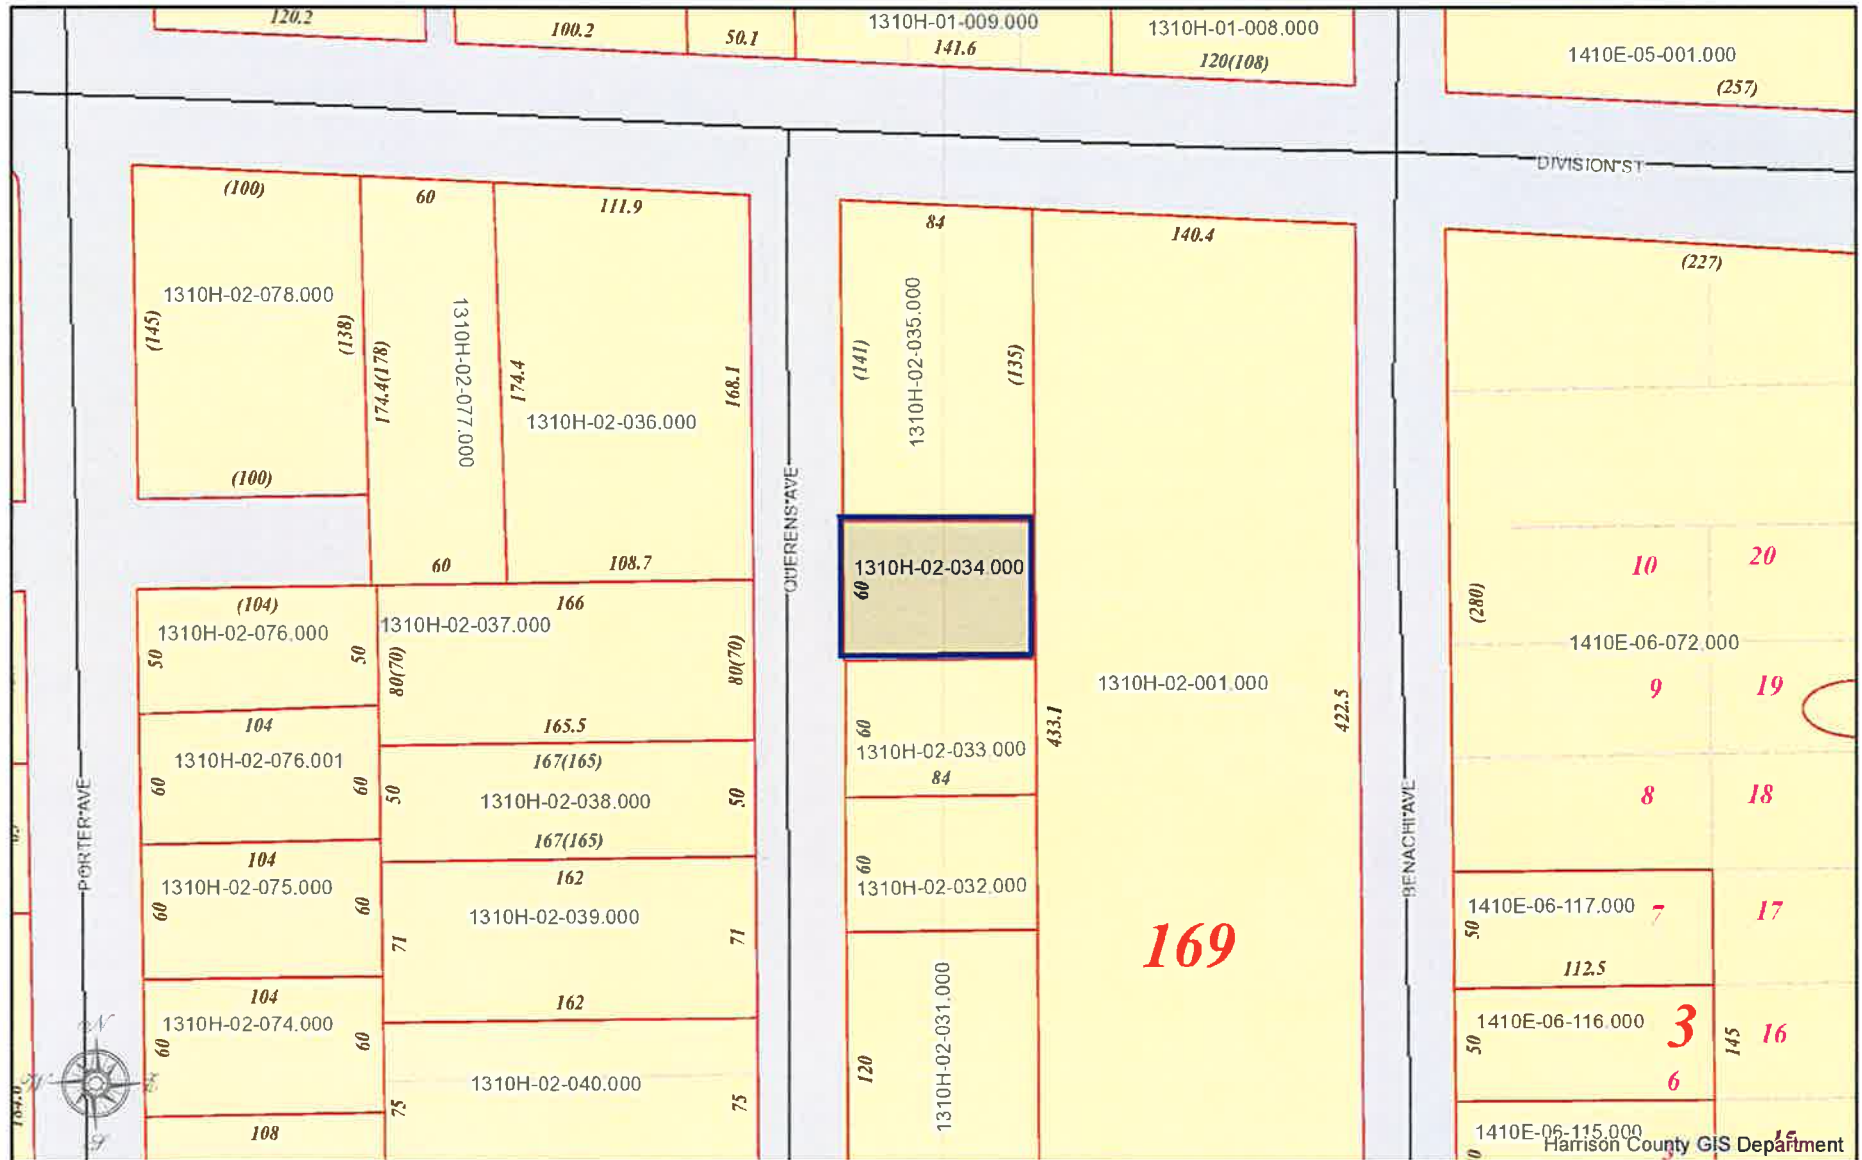 120.2
100.2
50.1
1310H-01-009.000
141.6
1310H-01-008.000
120(108)
1410E-05-001.000
(257)
DIVISION ST
(100)
60
111.9
84
140.4
(227)
1310H-02-078.000
(145)
(138)
174.4(178)
1310H-02-077.000
174.4
1310H-02-036.000
168.1
(141)
1310H-02-035.000
(135)
(100)
60
108.7
QUERENS AVE
1310H-02-034.000
60
(104)
1310H-02-076.000
50
50
166
1310H-02-037.000
80(70)
80(70)
165.5
104
1310H-02-076.001
60
60
167(165)
50
1310H-02-038.000
50
167(165)
60
1310H-02-033.000
84
433.1
1310H-02-001.000
422.5
(280)
10
20
1410E-06-072.000
9
19
8
18
PORTER AVE
BENACHI AVE
104
1310H-02-075.000
60
60
162
1310H-02-039.000
71
71
162
60
1310H-02-032.000
169
1410E-06-117.000
7
17
50
112.5
104
1310H-02-074.000
60
60
1310H-02-040.000
75
75
120
1310H-02-031.000
1410E-06-116.000
3
50
6
145
16
N
W
E
S
184.6
108
1410E-06-115.000
15
Harrison County GIS Department